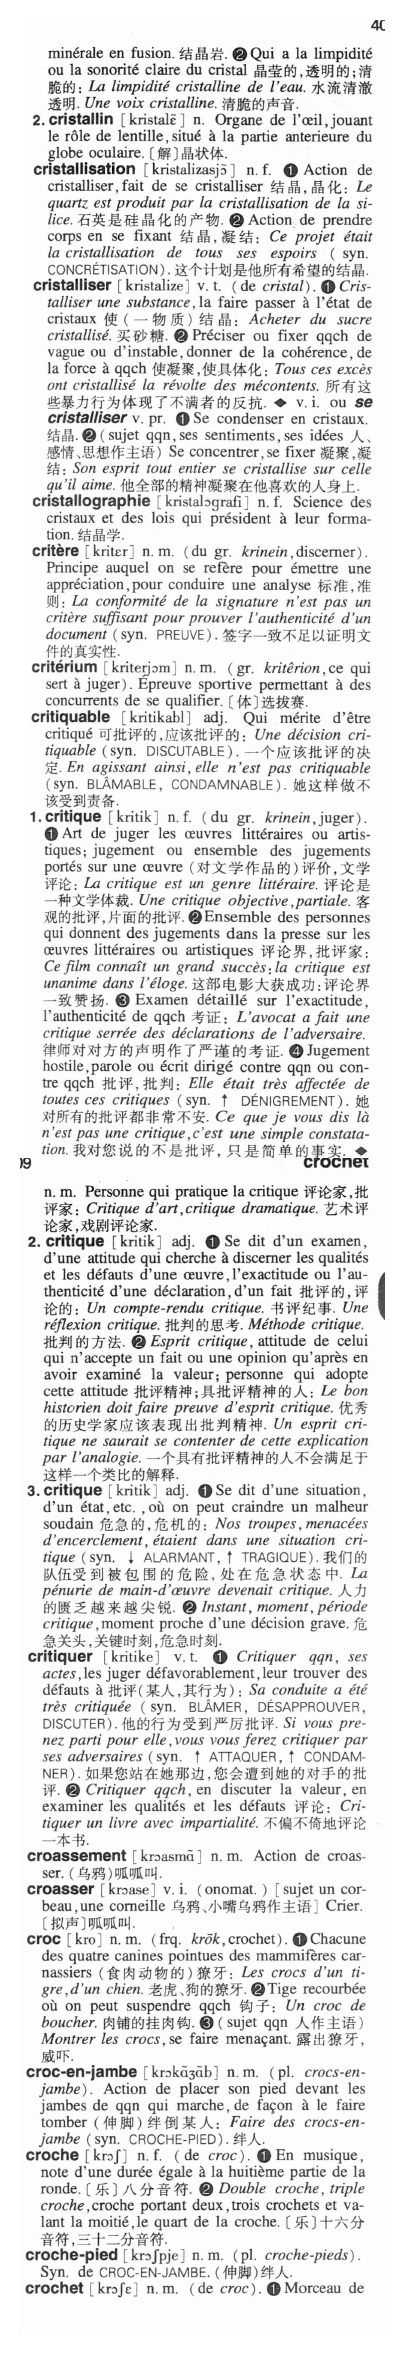 40
minérale en fusion. 结晶岩. ❷ Qui a la limpidité
ou la sonorité claire du cristal 晶莹的,透明的;清
脆的: La limpidité cristalline de l'eau. 水流清澈
透明. Une voix cristalline. 清脆的声音.
2. cristallin [kristalɛ̃] n. Organe de l'œil,jouant
le rôle de lentille,situé à la partie anterieure du
globe oculaire. 〔解〕晶状体.
cristallisation [kristalizasjɔ̃] n. f. ❶ Action de
cristalliser,fait de se cristalliser 结晶,晶化: Le
quartz est produit par la cristallisation de la si-
lice. 石英是硅晶化的产物. ❷ Action de prendre
corps en se fixant 结晶,凝结: Ce projet était
la cristallisation de tous ses espoirs ( syn.
CONCRÉTISATION). 这个计划是他所有希望的结晶.
cristalliser [kristalize] v. t. (de cristal). ❶ Cris-
talliser une substance,la faire passer à l'état de
cristaux 使(一物质)结晶: Acheter du sucre
cristallisé. 买砂糖. ❷ Préciser ou fixer qqch de
vague ou d'instable,donner de la cohérence,de
la force à qqch 使凝聚,使具体化: Tous ces excès
ont cristallisé la révolte des mécontents. 所有这
些暴力行为体现了不满者的反抗. ◆ v. i. ou se
cristalliser v. pr. ❶ Se condenser en cristaux.
结晶. ❷ (sujet qqn,ses sentiments,ses idées 人、
感情、思想作主语) Se concentrer,se fixer 凝聚,凝
结: Son esprit tout entier se cristallise sur celle
qu'il aime. 他全部的精神凝聚在他喜欢的人身上.
cristallographie [kristalɔgrafi] n. f. Science des
cristaux et des lois qui président à leur forma-
tion. 结晶学.
critère [kritɛr] n. m. (du gr. krinein,discerner).
Principe auquel on se refère pour émettre une
appréciation,pour conduire une analyse 标准,准
则: La conformité de la signature n'est pas un
critère suffisant pour prouver l'authenticité d'un
document (syn. PREUVE). 签字一致不足以证明文
件的真实性.
critérium [kriterjɔm] n. m. (gr. kritêrion,ce qui
sert à juger). Épreuve sportive permettant à des
concurrents de se qualifier. 〔体〕选拔赛.
critiquable [kritikabl] adj. Qui mérite d'être
critiqué 可批评的,应该批评的: Une décision cri-
tiquable (syn. DISCUTABLE). 一个应该批评的决
定. En agissant ainsi,elle n'est pas critiquable
(syn. BLÂMABLE, CONDAMNABLE). 她这样做不
该受到责备.
1. critique [kritik] n. f. (du gr. krinein,juger).
❶ Art de juger les œuvres littéraires ou artis-
tiques; jugement ou ensemble des jugements
portés sur une œuvre (对文学作品的)评价,文学
评论: La critique est un genre littéraire. 评论是
一种文学体裁. Une critique objective,partiale. 客
观的批评,片面的批评. ❷ Ensemble des personnes
qui donnent des jugements dans la presse sur les
œuvres littéraires ou artistiques 评论界,批评家:
Ce film connaît un grand succès:la critique est
unanime dans l'éloge. 这部电影大获成功:评论界
一致赞扬. ❸ Examen détaillé sur l'exactitude,
l'authenticité de qqch 考证: L'avocat a fait une
critique serrée des déclarations de l'adversaire.
律师对对方的声明作了严谨的考证. ❹ Jugement
hostile,parole ou écrit dirigé contre qqn ou con-
tre qqch 批评,批判: Elle était très affectée de
toutes ces critiques (syn. ↑ DÉNIGREMENT). 她
对所有的批评都非常不安. Ce que je vous dis là
n'est pas une critique,c'est une simple constata-
tion. 我对您说的不是批评, 只是简单的事实. ◆
09 crochet
n. m. Personne qui pratique la critique 评论家,批
评家: Critique d'art,critique dramatique. 艺术评
论家,戏剧评论家.
2. critique [kritik] adj. ❶ Se dit d'un examen,
d'une attitude qui cherche à discerner les qualités
et les défauts d'une œuvre,l'exactitude ou l'au-
thenticité d'une déclaration,d'un fait 批评的,评
论的: Un compte-rendu critique. 书评纪事. Une
réflexion critique. 批判的思考. Méthode critique.
批判的方法. ❷ Esprit critique, attitude de celui
qui n'accepte un fait ou une opinion qu'après en
avoir examiné la valeur; personne qui adopte
cette attitude 批评精神;具批评精神的人: Le bon
historien doit faire preuve d'esprit critique. 优秀
的历史学家应该表现出批判精神. Un esprit cri-
tique ne saurait se contenter de cette explication
par l'analogie. 一个具有批评精神的人不会满足于
这样一个类比的解释.
3. critique [kritik] adj. ❶ Se dit d'une situation,
d'un état,etc. ,où on peut craindre un malheur
soudain 危急的,危机的: Nos troupes,menacées
d'encerclement,étaient dans une situation cri-
tique (syn. ↓ ALARMANT, ↑ TRAGIQUE). 我们的
队伍受到被包围的危险,处在危急状态中. La
pénurie de main-d'œuvre devenait critique. 人力
的匮乏越来越尖锐. ❷ Instant, moment, période
critique,moment proche d'une décision grave. 危
急关头,关键时刻,危急时刻.
critiquer [kritike] v. t. ❶ Critiquer qqn, ses
actes,les juger défavorablement,leur trouver des
défauts à 批评(某人,其行为): Sa conduite a été
très critiquée ( syn. BLÂMER, DÉSAPPROUVER,
DISCUTER). 他的行为受到严厉批评. Si vous pre-
nez parti pour elle,vous vous ferez critiquer par
ses adversaires (syn. ↑ ATTAQUER, ↑ CONDAM-
NER). 如果您站在她那边,您会遭到她的对手的批
评. ❷ Critiquer qqch, en discuter la valeur, en
examiner les qualités et les défauts 评论: Cri-
tiquer un livre avec impartialité. 不偏不倚地评论
一本书.
croassement [krɔasmɑ̃] n. m. Action de croas-
ser. (乌鸦)呱呱叫.
croasser [krɔase] v. i. (onomat. ) [sujet un cor-
beau,une corneille 乌鸦、小嘴乌鸦作主语] Crier.
〔拟声〕呱呱叫.
croc [kro] n. m. (frq. krôk,crochet). ❶ Chacune
des quatre canines pointues des mammifères car-
nassiers (食肉动物的)獠牙: Les crocs d'un ti-
gre,d'un chien. 老虎、狗的獠牙. ❷ Tige recourbée
où on peut suspendre qqch 钩子: Un croc de
boucher. 肉铺的挂肉钩. ❸ (sujet qqn 人作主语)
Montrer les crocs,se faire menaçant. 露出獠牙,
威吓.
croc-en-jambe [krɔkɑ̃ʒɑ̃b] n. m. (pl. crocs-en-
jambe). Action de placer son pied devant les
jambes de qqn qui marche, de façon à le faire
tomber (伸脚)绊倒某人: Faire des crocs-en-
jambe (syn. CROCHE-PIED). 绊人.
croche [krɔʃ] n. f. (de croc). ❶ En musique,
note d'une durée égale à la huitième partie de la
ronde. 〔乐〕八分音符. ❷ Double croche, triple
croche,croche portant deux,trois crochets et va-
lant la moitié,le quart de la croche. 〔乐〕十六分
音符,三十二分音符.
croche-pied [krɔʃpje] n. m. (pl. croche-pieds).
Syn. de CROC-EN-JAMBE. (伸脚)绊人.
crochet [krɔʃɛ] n. m. (de croc). ❶ Morceau de